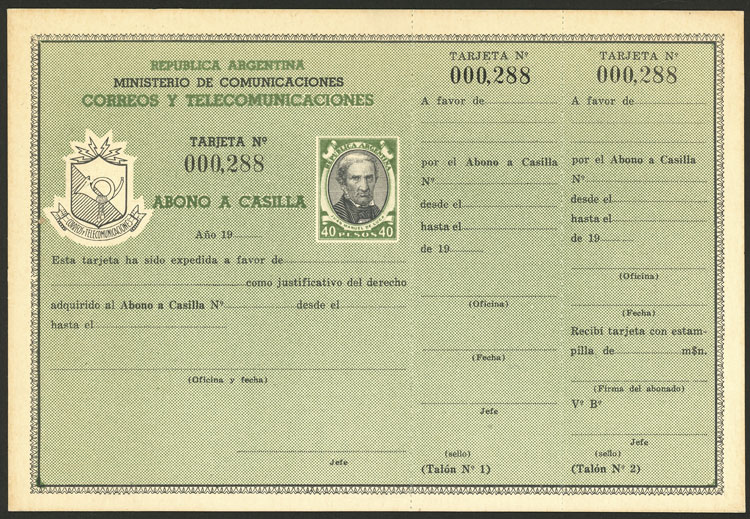 REPUBLICA ARGENTINA
MINISTERIO DE COMUNICACIONES
CORREOS Y TELECOMUNICACIONES
TARJETA Nº
000,288
CORREOS Y TELECOMUNICACIONES
REPUBLICA ARGENTINA
40 PESOS 40
ABONO A CASILLA
Año 19
Esta tarjeta ha sido expedida a favor de
como justificativo del derecho
adquirido al Abono a Casilla Nº desde el
hasta el
(Oficina y fecha)
Jefe
TARJETA Nº
000,288
A favor de
por el Abono a Casilla
Nº
desde el
hasta el
de 19
(Oficina)
(Fecha)
Jefe
(sello)
(Talón Nº 1)
TARJETA Nº
000,288
A favor de
por el Abono a Casilla
Nº
desde el
hasta el
de 19
(Oficina)
(Fecha)
Recibí tarjeta con estam-
pilla de m$n.
(Firma del abonado)
Vº Bº
Jefe
(sello)
(Talón Nº 2)